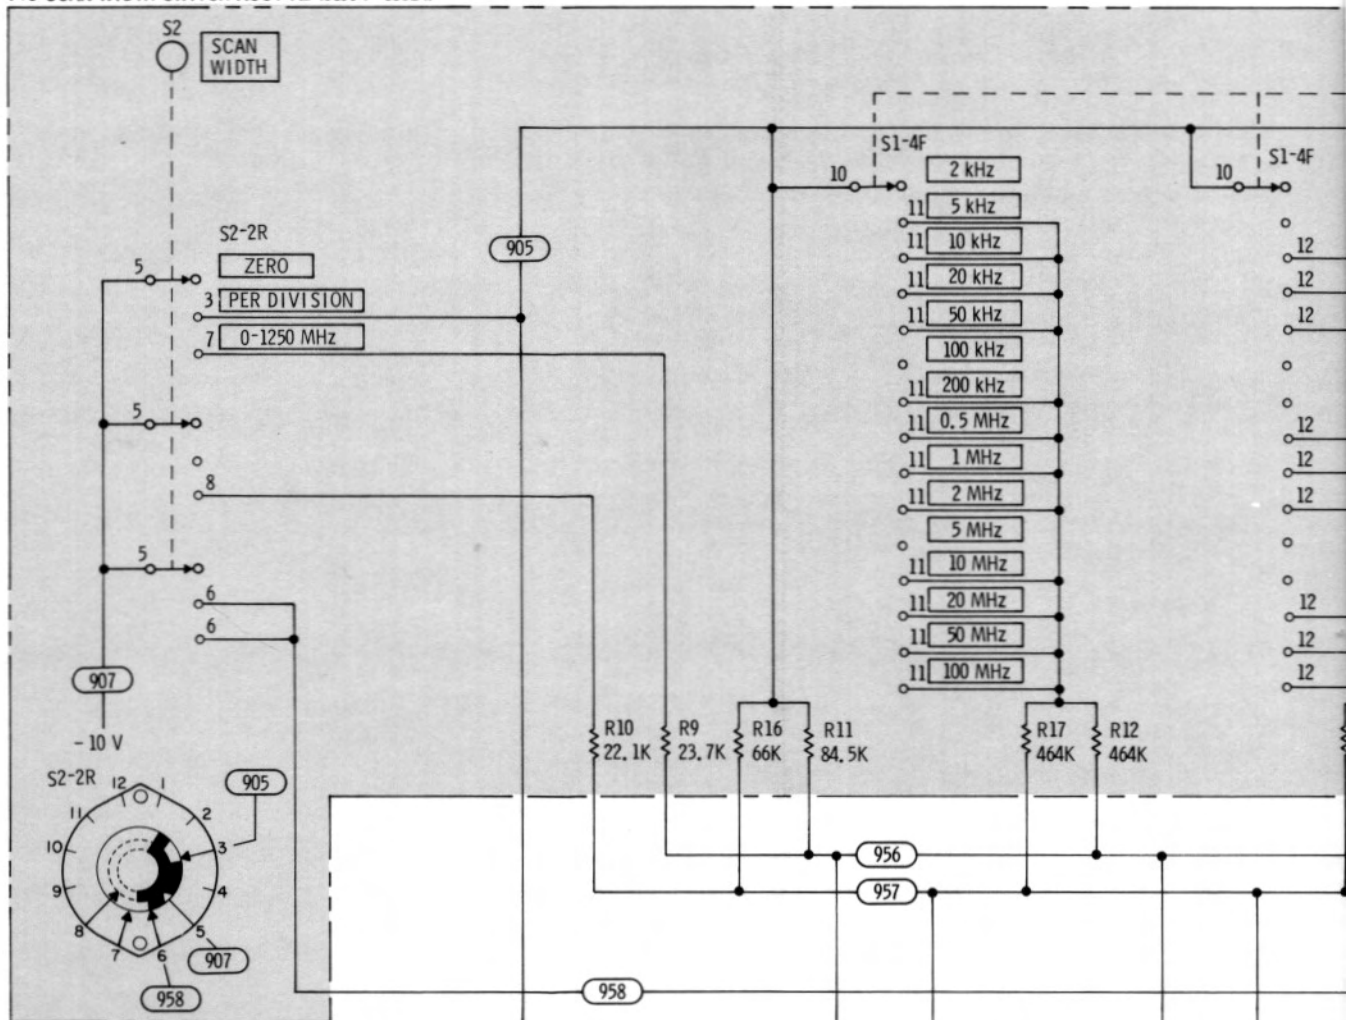 S2
SCAN
WIDTH
S1-4F
10
2 kHz
11 5 kHz
11 10 kHz
11 20 kHz
11 50 kHz
100 kHz
11 200 kHz
11 0.5 MHz
11 1 MHz
11 2 MHz
5 MHz
11 10 MHz
11 20 MHz
11 50 MHz
11 100 MHz
S1-4F
10
12
12
12
12
12
12
12
12
12
S2-2R
5
ZERO
3 PER DIVISION
7 0-1250 MHz
905
5
8
5
6
6
907
-10 V
R10
22.1K
R9
23.7K
R16
66K
R11
84.5K
R17
464K
R12
464K
S2-2R
12
1
2
3
4
5
6
7
8
9
10
11
905
907
958
956
957
958